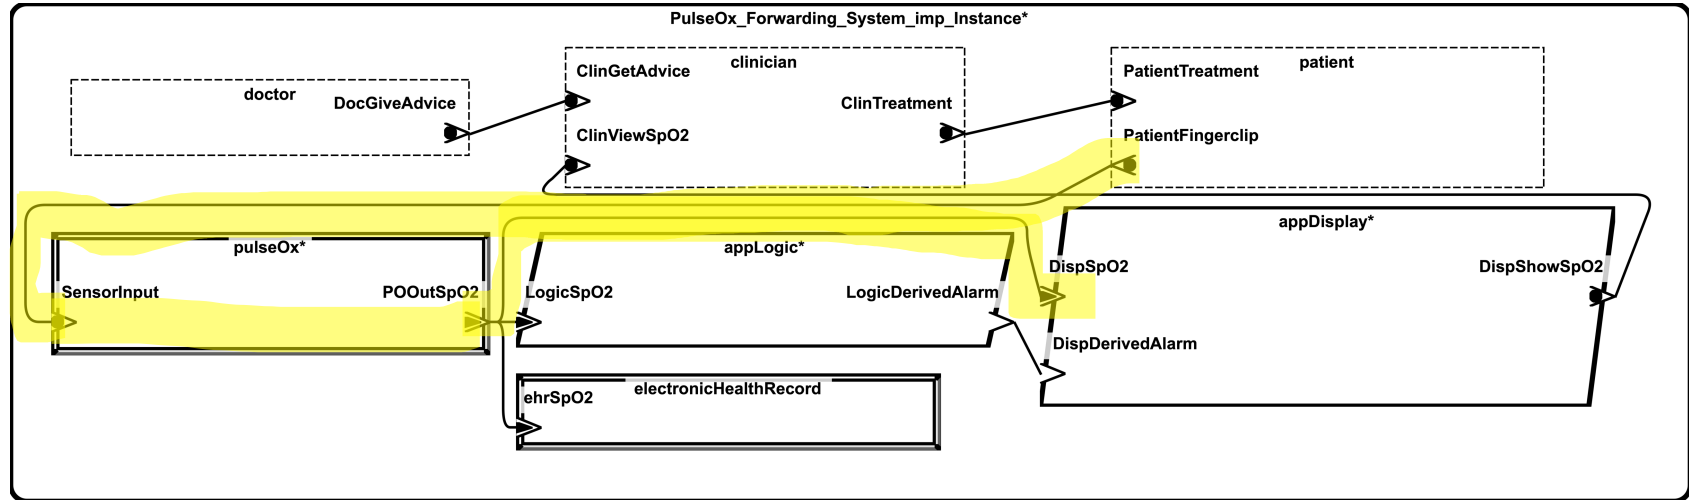 PulseOx_Forwarding_System_imp_Instance*
doctor
DocGiveAdvice
clinician
ClinGetAdvice
ClinTreatment
ClinViewSpO2
patient
PatientTreatment
PatientFingerclip
pulseOx*
SensorInput
POOutSpO2
appLogic*
LogicSpO2
LogicDerivedAlarm
appDisplay*
DispSpO2
DispShowSpO2
DispDerivedAlarm
electronicHealthRecord
ehrSpO2